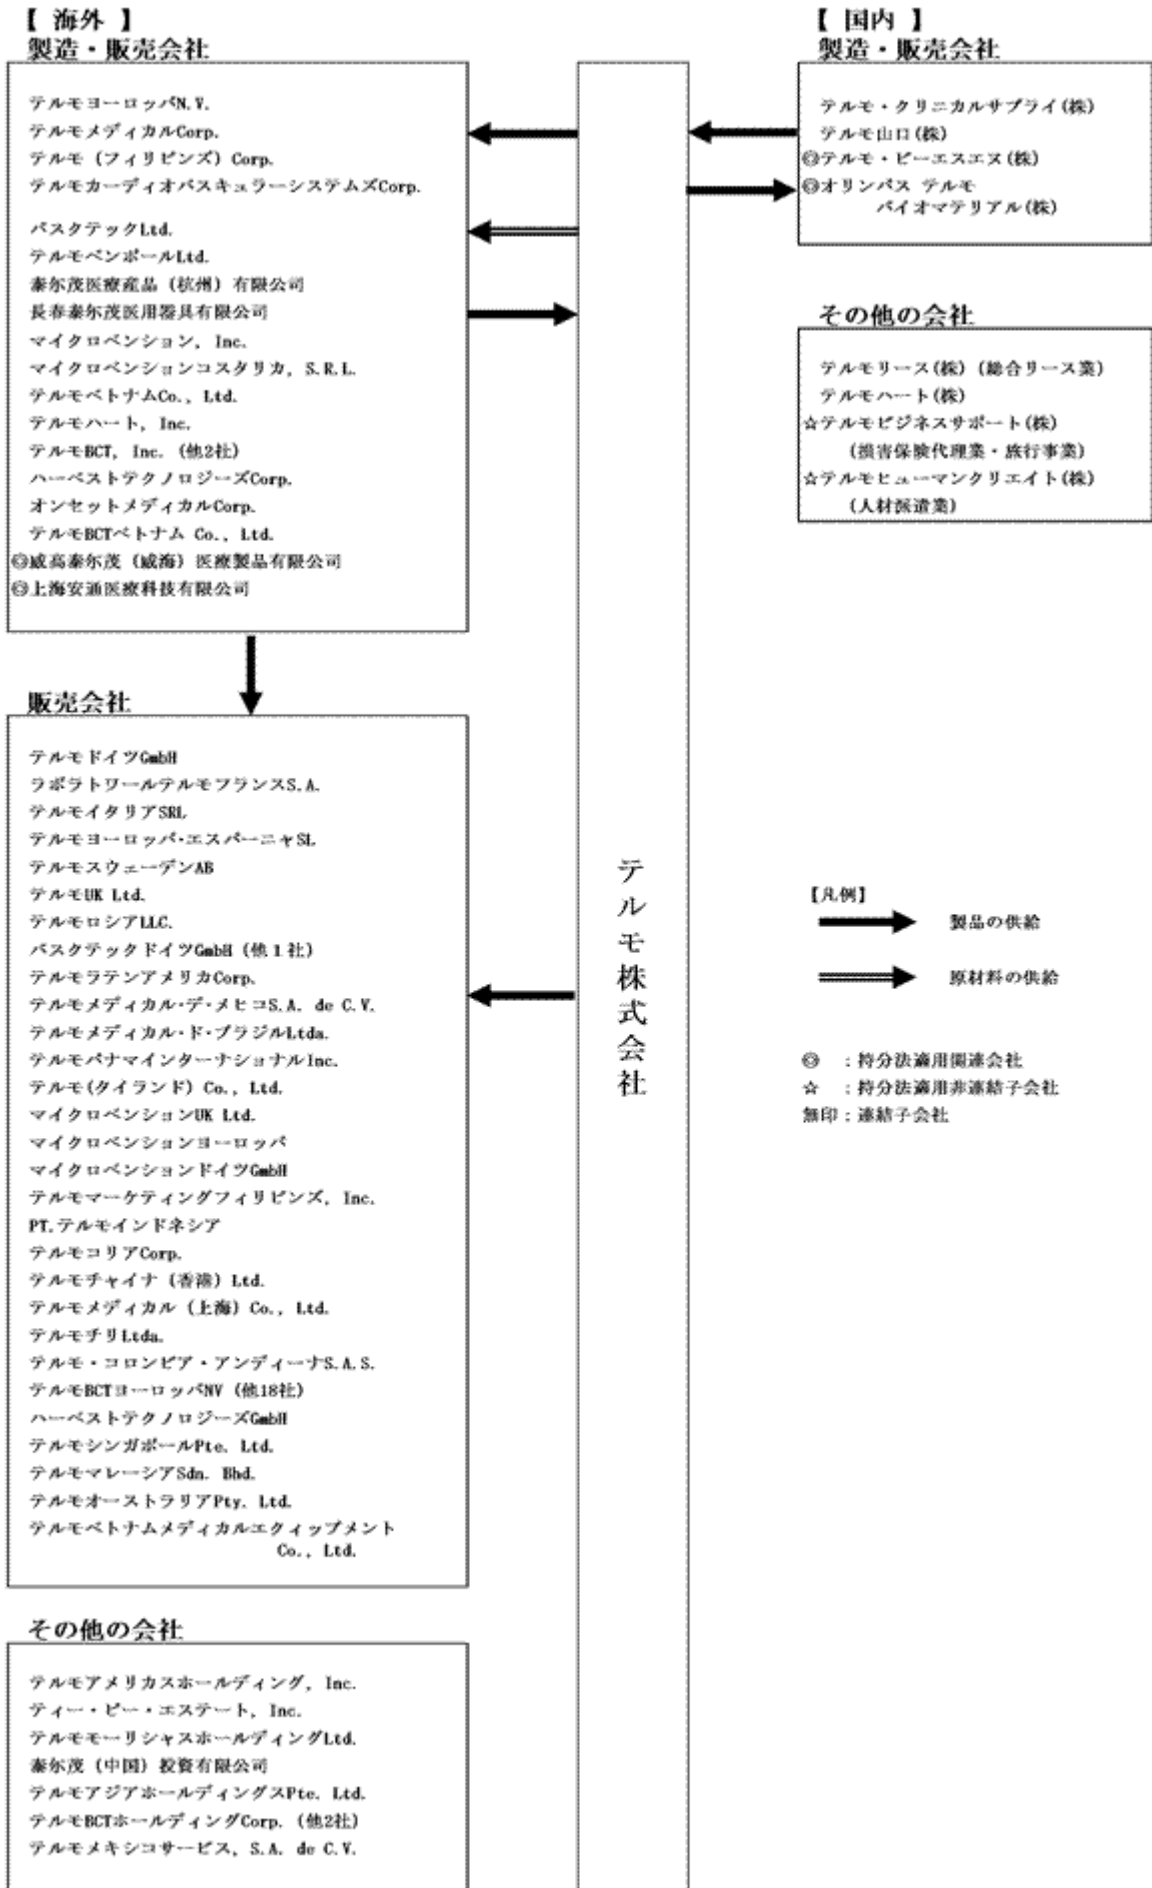 【 海外 】
製造・販売会社
テルモヨーロッパN.V.
テルモメディカルCorp.
テルモ（フィリピンズ）Corp.
テルモカーディオバスキュラーシステムズCorp.
バスクテックLtd.
テルモペンポールLtd.
泰尓茂医療産品（杭州）有限公司
長春泰尓茂医用器具有限公司
マイクロベンション, Inc.
マイクロベンションコスタリカ, S.R.L.
テルモベトナムCo., Ltd.
テルモハート, Inc.
テルモBCT, Inc.（他2社）
ハーベストテクノロジーズCorp.
オンセットメディカルCorp.
テルモBCTベトナム Co., Ltd.
◎威高泰尓茂（威海）医療製品有限公司
◎上海安通医療科技有限公司
販売会社
テルモドイツGmbH
ラボラトワールテルモフランスS.A.
テルモイタリアSRL
テルモヨーロッパ・エスパーニャSL
テルモスウェーデンAB
テルモUK Ltd.
テルモロシアLLC.
バスクテックドイツGmbH（他１社）
テルモラテンアメリカCorp.
テルモメディカル・デ・メヒコS.A. de C.V.
テルモメディカル・ド・ブラジルLtda.
テルモパナマインターナショナルInc.
テルモ(タイランド) Co., Ltd.
マイクロベンションUK Ltd.
マイクロベンションヨーロッパ
マイクロベンションドイツGmbH
テルモマーケティングフィリピンズ, Inc.
PT.テルモインドネシア
テルモコリアCorp.
テルモチャイナ（香港）Ltd.
テルモメディカル（上海）Co., Ltd.
テルモチリLtda.
テルモ・コロンビア・アンディーナS.A.S.
テルモBCTヨーロッパNV（他18社）
ハーベストテクノロジーズGmbH
テルモシンガポールPte. Ltd.
テルモマレーシアSdn. Bhd.
テルモオーストラリアPty. Ltd.
テルモベトナムメディカルエクィップメント
Co., Ltd.
その他の会社
テルモアメリカスホールディング, Inc.
ティー・ピー・エステート, Inc.
テルモモーリシャスホールディングLtd.
泰尓茂（中国）投資有限公司
テルモアジアホールディングスPte. Ltd.
テルモBCTホールディングCorp.（他2社）
テルモメキシコサービス, S.A. de C.V.
テルモ株式会社
【 国内 】
製造・販売会社
テルモ・クリニカルサプライ(株)
テルモ山口(株)
◎テルモ・ビーエスエヌ(株)
◎オリンパス テルモ
バイオマテリアル(株)
その他の会社
テルモリース(株)（総合リース業）
テルモハート(株)
☆テルモビジネスサポート(株)
（損害保険代理業・旅行事業）
☆テルモヒューマンクリエイト(株)
（人材派遣業）
【凡例】
製品の供給
原材料の供給
◎ ：持分法適用関連会社
☆ ：持分法適用非連結子会社
無印：連結子会社